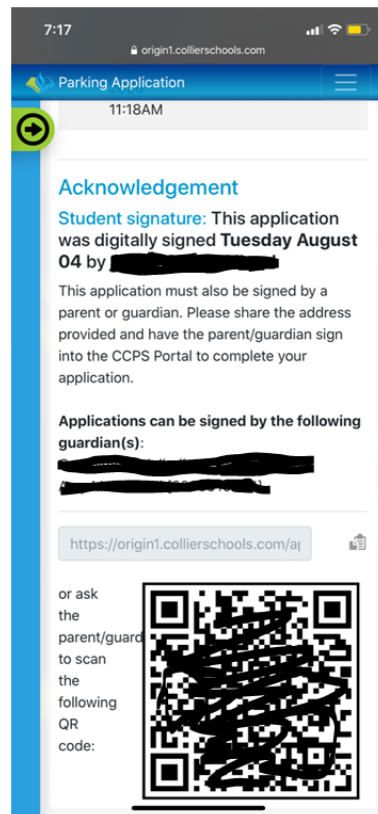 7:17
origin1.collierschools.com
Parking Application
11:18AM
Acknowledgement
Student signature: This application
was digitally signed Tuesday August
04 by
This application must also be signed by a
parent or guardian. Please share the address
provided and have the parent/guardian sign
into the CCPS Portal to complete your
application.
Applications can be signed by the following
guardian(s):
https://origin1.collierschools.com/a
or ask
the
parent/guard
to scan
the
following
QR
code: